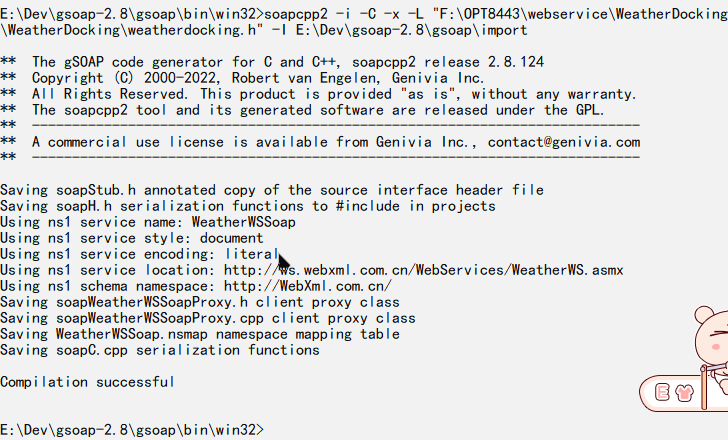 E:\Dev\gsoap-2.8\gsoap\bin\win32>soapcpp2 -i -C -x -L "F:\OPT8443\webservice\WeatherDocking
\WeatherDocking\weatherdocking.h" -I E:\Dev\gsoap-2.8\gsoap\import
**  The gSOAP code generator for C and C++, soapcpp2 release 2.8.124
**  Copyright (C) 2000-2022, Robert van Engelen, Genivia Inc.
**  All Rights Reserved. This product is provided "as is", without any warranty.
**  The soapcpp2 tool and its generated software are released under the GPL.
**  ----------------------------------------------------------------------------
**  A commercial use license is available from Genivia Inc., contact@genivia.com
**  ----------------------------------------------------------------------------
Saving soapStub.h annotated copy of the source interface header file
Saving soapH.h serialization functions to #include in projects
Using ns1 service name: WeatherWSSoap
Using ns1 service style: document
Using ns1 service encoding: literal
Using ns1 service location: http://ws.webxml.com.cn/WebServices/WeatherWS.asmx
Using ns1 schema namespace: http://WebXml.com.cn/
Saving soapWeatherWSSoapProxy.h client proxy class
Saving soapWeatherWSSoapProxy.cpp client proxy class
Saving WeatherWSSoap.nsmap namespace mapping table
Saving soapC.cpp serialization functions
Compilation successful
E
E:\Dev\gsoap-2.8\gsoap\bin\win32>